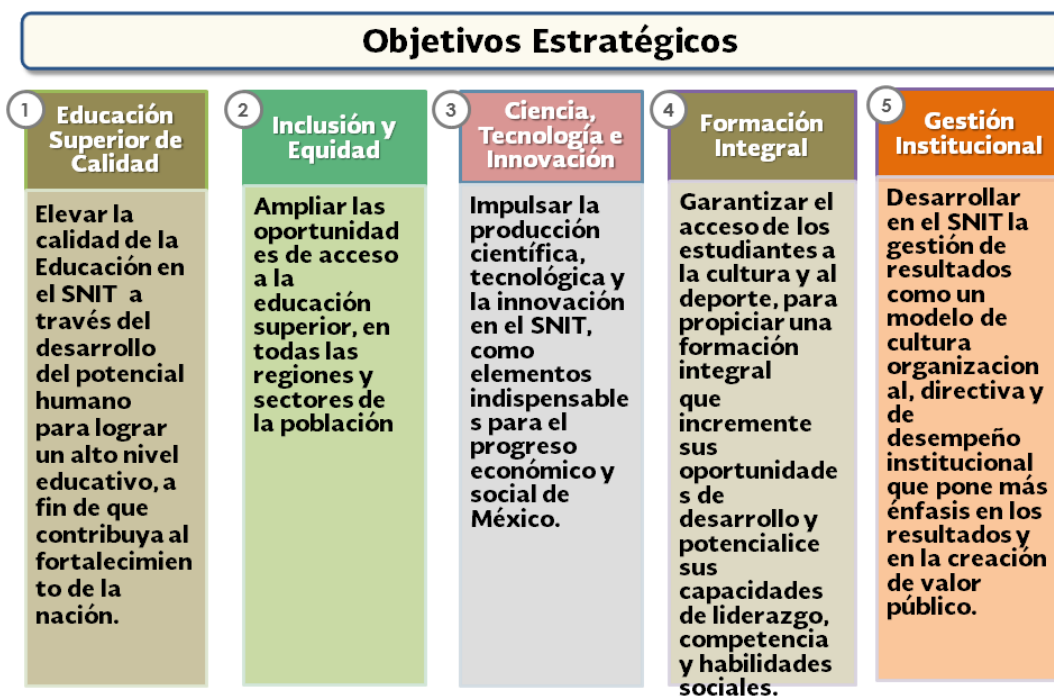 Objetivos Estratégicos
1
Educación
Superior de
Calidad
Elevar la
calidad de la
Educación en
el SNIT a
través del
desarrollo
del potencial
humano
para lograr
un alto nivel
educativo, a
fin de que
contribuya al
fortalecimien
to de la
nación.
2
Inclusión y
Equidad
Ampliar las
oportunidad
es de acceso
a la
educación
superior, en
todas las
regiones y
sectores de
la población
3
Ciencia,
Tecnología e
Innovación
Impulsar la
producción
científica,
tecnológica y
la innovación
en el SNIT,
como
elementos
indispensable
s para el
progreso
económico y
social de
México.
4
Formación
Integral
Garantizar el
acceso de los
estudiantes a
la cultura y al
deporte, para
propiciar una
formación
integral
que
incremente
sus
oportunidade
s de
desarrollo y
potencialice
sus
capacidades
de liderazgo,
competencia
y habilidades
sociales.
5
Gestión
Institucional
Desarrollar
en el SNIT la
gestión de
resultados
como un
modelo de
cultura
organizacion
al, directiva y
de
desempeño
institucional
que pone más
énfasis en los
resultados y
en la creación
de valor
público.